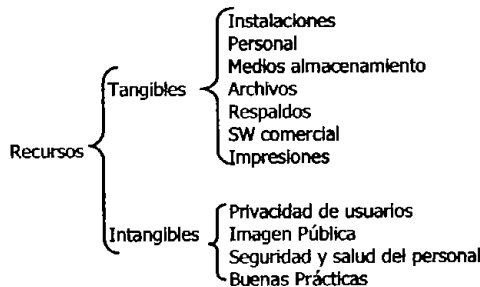 Recursos
Tangibles
Instalaciones
Personal
Medios almacenamiento
Archivos
Respaldos
SW comercial
Impresiones
Intangibles
Privacidad de usuarios
Imagen Pública
Seguridad y salud del personal
Buenas Prácticas